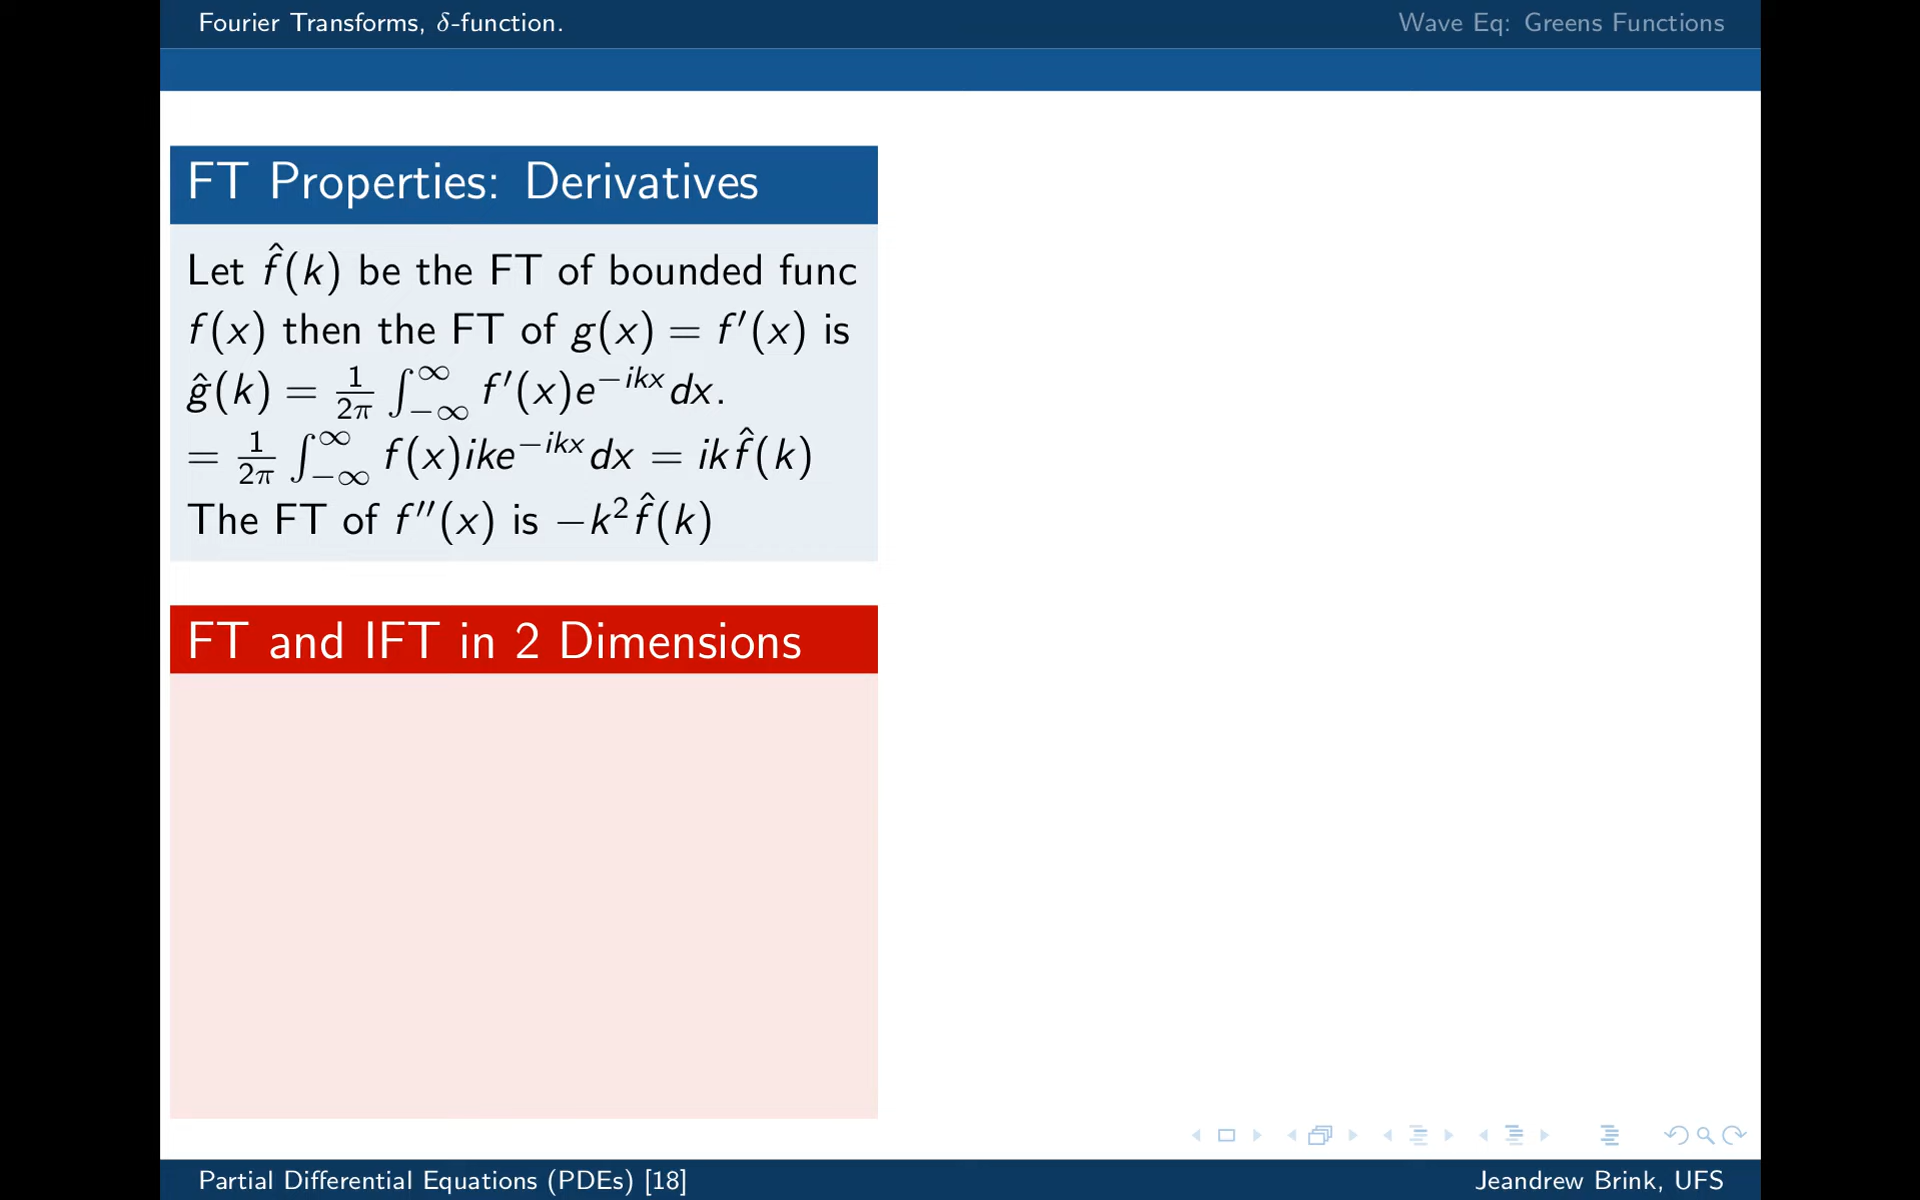 Fourier Transforms, δ-function.
Wave Eq: Greens Functions
FT Properties: Derivatives
Let f̂(k) be the FT of bounded func
f(x) then the FT of g(x) = f′(x) is
ĝ(k) = 1/2π ∫_{−∞}^{∞} f′(x)e^{−ikx}dx.
= 1/2π ∫_{−∞}^{∞} f(x)ike^{−ikx}dx = ikf̂(k)
The FT of f″(x) is −k²f̂(k)
FT and IFT in 2 Dimensions
Partial Differential Equations (PDEs) [18]
Jeandrew Brink, UFS